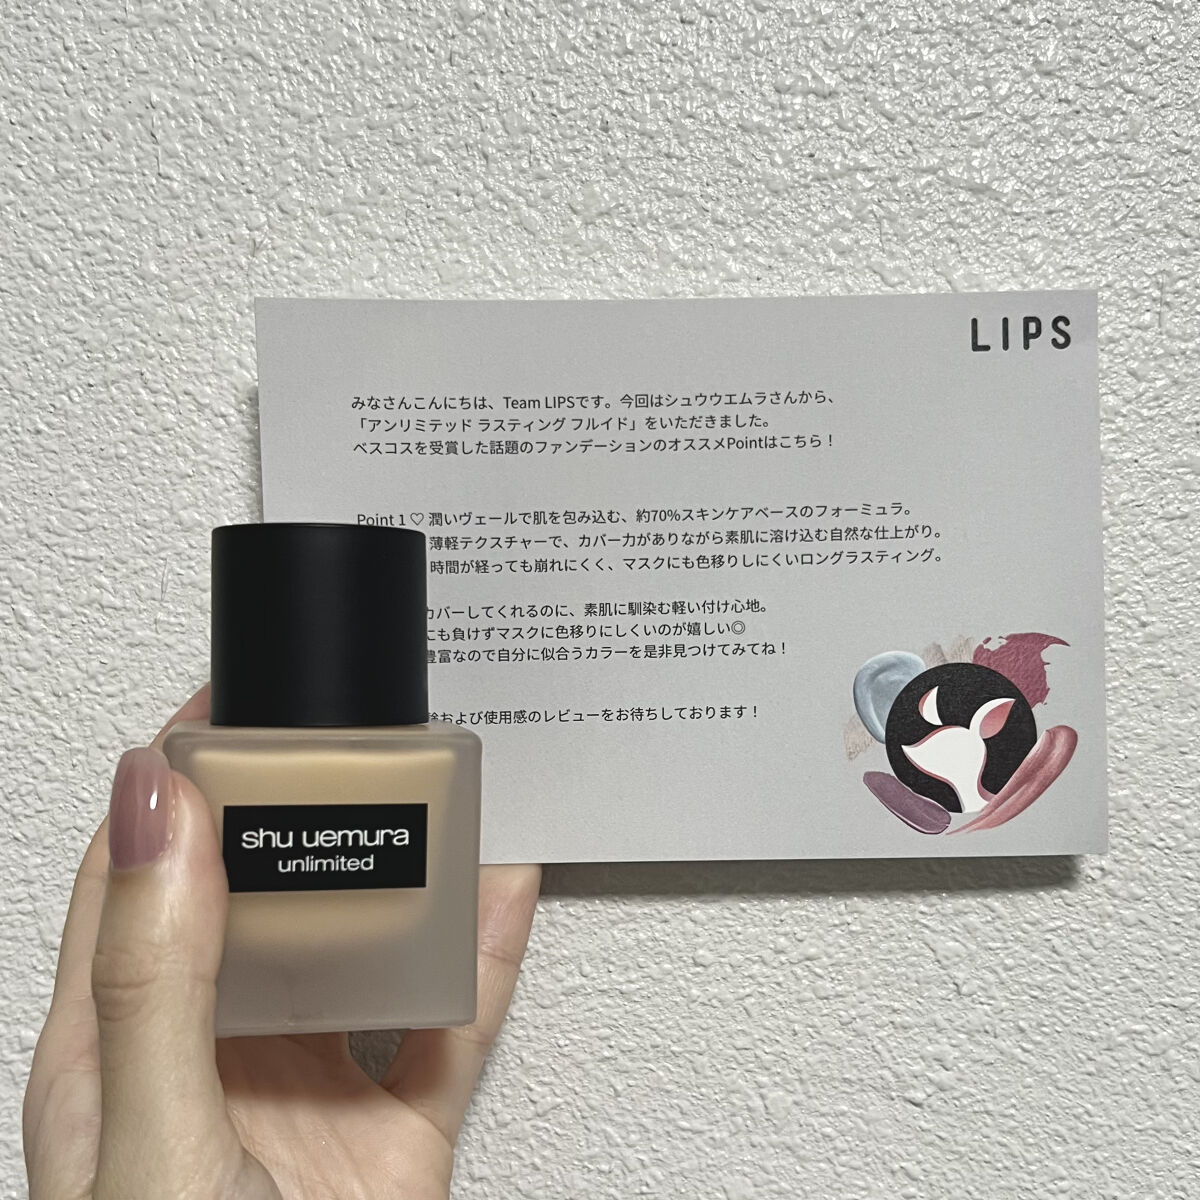 LIPS
みなさんこんにちは、Team LIPSです。今回はシュウウエムラさんから、
「アンリミテッド ラスティング フルイド」をいただきました。
ベスコスを受賞した話題のファンデーションのオススメPointはこちら！
Point 1 ♡ 潤いヴェールで肌を包み込む、約70%スキンケアベースのフォーミュラ。
薄軽テクスチャーで、カバー力がありながら素肌に溶け込む自然な仕上がり。
時間が経っても崩れにくく、マスクにも色移りしにくいロングラスティング。
カバーしてくれるのに、素肌に馴染む軽い付け心地。
にも負けずマスクに色移りにしくいのが嬉しい◎
豊富なので自分に似合うカラーを是非見つけてみてね！
および使用感のレビューをお待ちしております！
shu uemura
unlimited